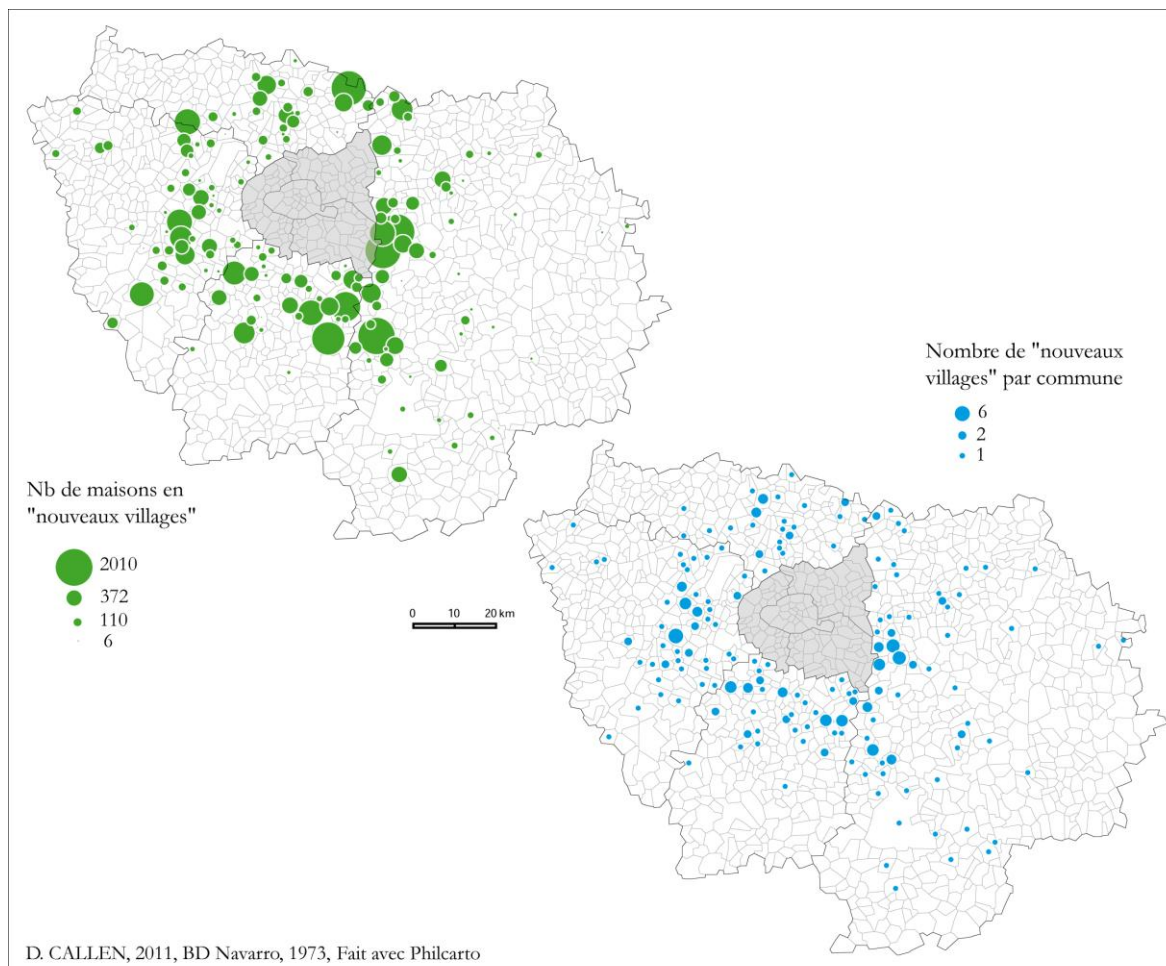 Nombre de "nouveaux
villages" par commune
6
2
1
Nb de maisons en
"nouveaux villages"
2010
372
110
6
0 10 20 km
D. CALLEN, 2011, BD Navarro, 1973, Fait avec Philcarto